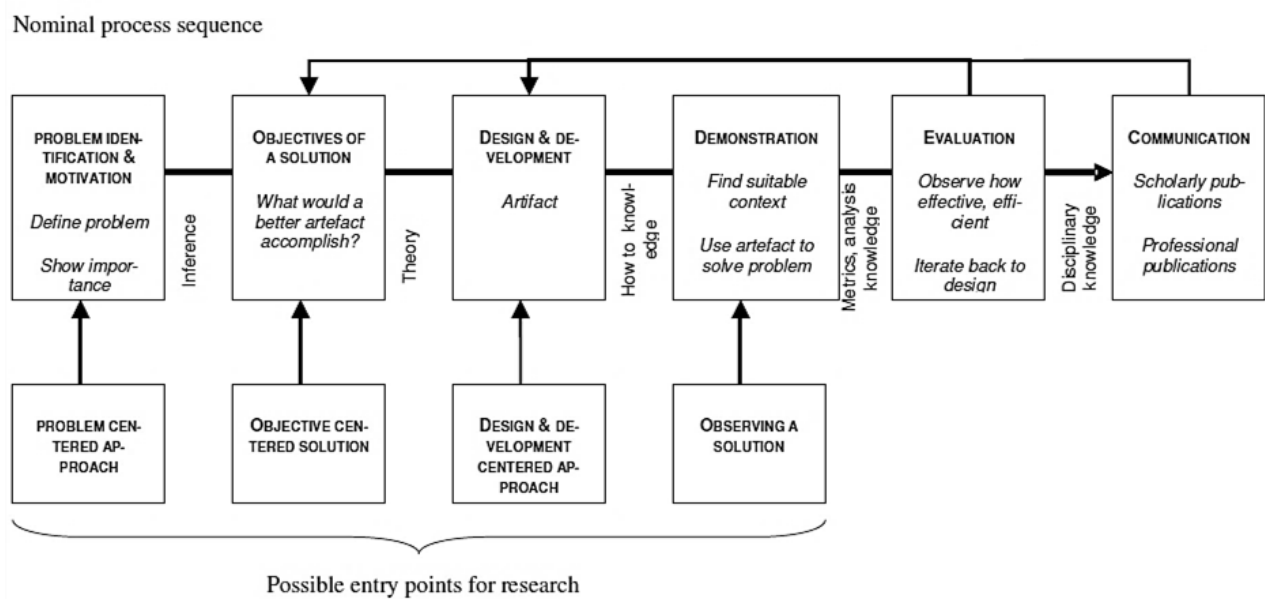 Nominal process sequence
PROBLEM IDEN-
TIFICATION &
MOTIVATION
Define problem
Show impor-
tance
Inference
OBJECTIVES OF
A SOLUTION
What would a
better artefact
accomplish?
Theory
DESIGN & DE-
VELOPMENT
Artifact
How to knowl-
edge
DEMONSTRATION
Find suitable
context
Use artefact to
solve problem
Metrics, analysis
knowledge
EVALUATION
Observe how
effective, effi-
cient
Iterate back to
design
Disciplinary
knowledge
COMMUNICATION
Scholarly pub-
lications
Professional
publications
PROBLEM CEN-
TERED AP-
PROACH
OBJECTIVE CEN-
TERED SOLUTION
DESIGN & DE-
VELOPMENT
CENTERED AP-
PROACH
OBSERVING A
SOLUTION
Possible entry points for research